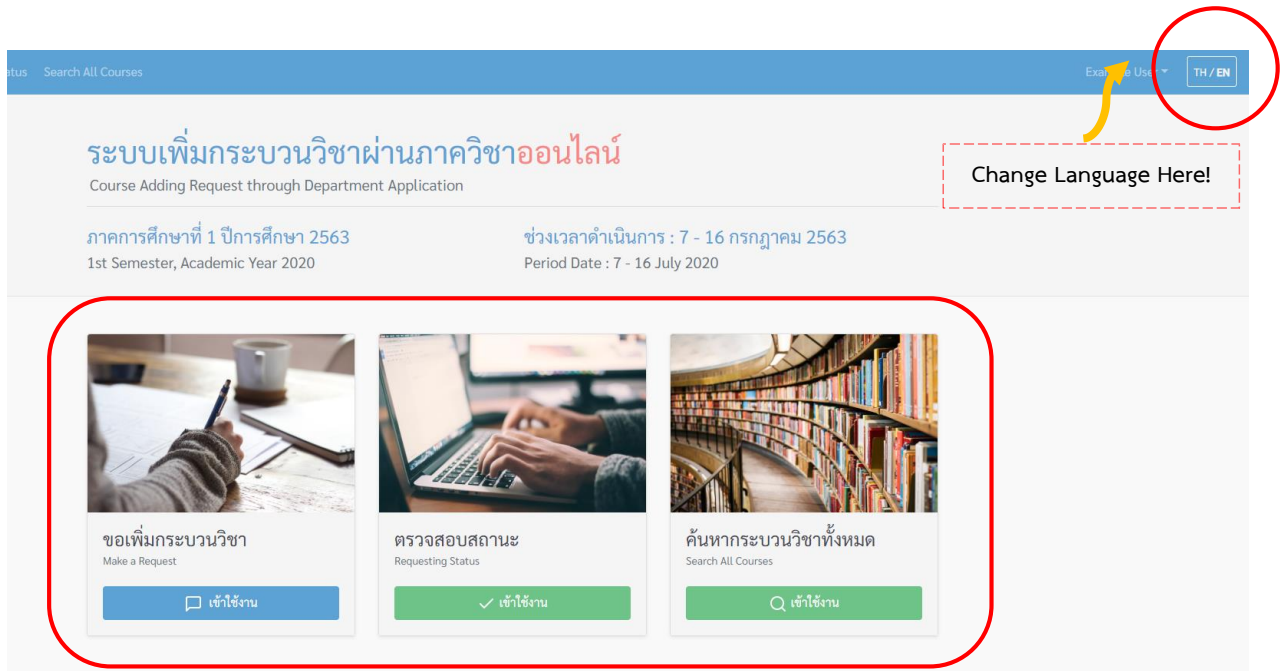 Search All Courses
TH / EN
ระบบเพิ่มกระบวนวิชาผ่านภาควิชาออนไลน์
Course Adding Request through Department Application
Change Language Here!
ภาคการศึกษาที่ 1 ปีการศึกษา 2563
ช่วงเวลาดำเนินการ : 7 - 16 กรกฎาคม 2563
1st Semester, Academic Year 2020
Period Date : 7 - 16 July 2020
ขอเพิ่มกระบวนวิชา
Make a Request
เข้าใช้งาน
ตรวจสอบสถานะ
Requesting Status
เข้าใช้งาน
ค้นหากระบวนวิชาทั้งหมด
Search All Courses
เข้าใช้งาน